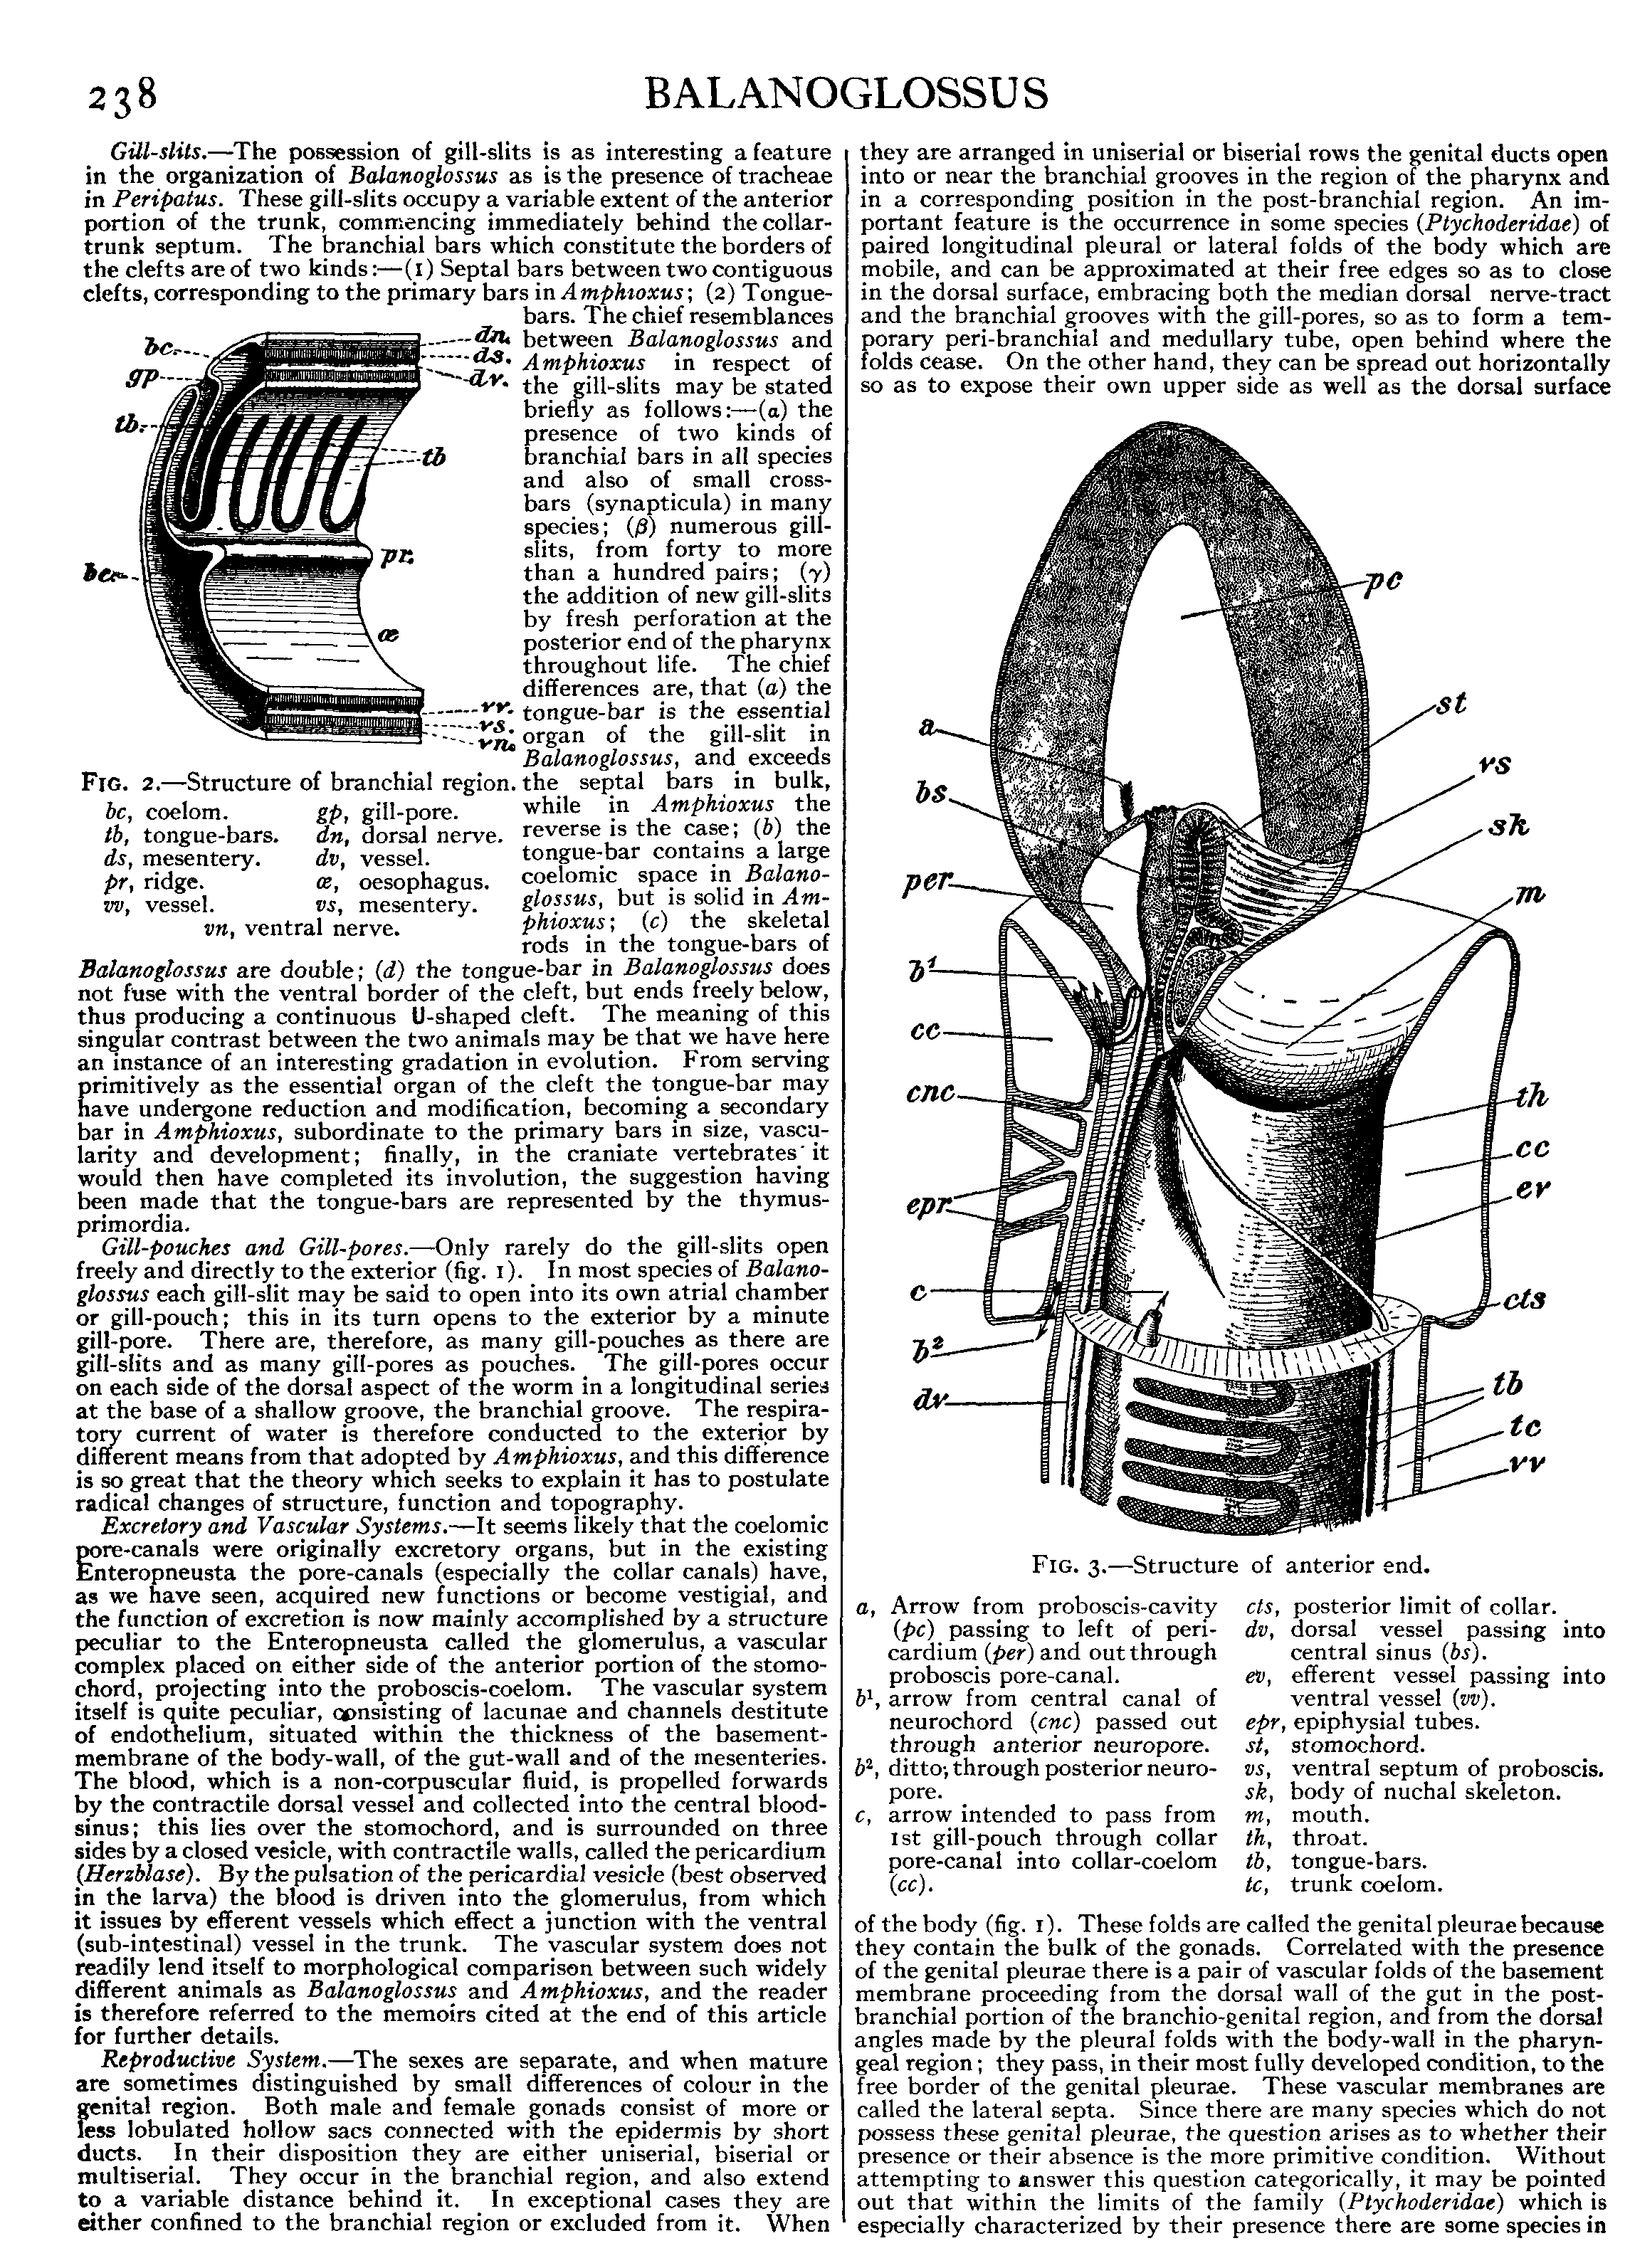 238
BALANOGLOSSUS
Gill-slits.—The possession of gill-slits is as interesting a feature
in the organization of Balanoglossus as is the presence of tracheae
in Peripatus. These gill-slits occupy a variable extent of the anterior
portion of the trunk, commencing immediately behind the collar-
trunk septum. The branchial bars which constitute the borders of
the clefts are of two kinds:—(1) Septal bars between two contiguous
clefts, corresponding to the primary bars in Amphioxus; (2) Tongue-
bars. The chief resemblances
between Balanoglossus and
Amphioxus in respect of
the gill-slits may be stated
briefly as follows:—(α) the
presence of two kinds of
branchial bars in all species
and also of small cross-
bars (synapticula) in many
species; (β) numerous gill-
slits, from forty to more
than a hundred pairs; (γ)
the addition of new gill-slits
by fresh perforation at the
posterior end of the pharynx
throughout life. The chief
differences are, that (a) the
tongue-bar is the essential
organ of the gill-slit in
Balanoglossus, and exceeds
the septal bars in bulk,
while in Amphioxus the
reverse is the case; (b) the
tongue-bar contains a large
coelomic space in Balano-
glossus, but is solid in Am-
phioxus; (c) the skeletal
rods in the tongue-bars of
bc
gp
tb
bc
dn
ds
dv
tb
pr
œ
vv
vs
vn
FIG. 2.—Structure of branchial region.
bc, coelom. gp, gill-pore.
tb, tongue-bars. dn, dorsal nerve.
ds, mesentery. dv, vessel.
pr, ridge. œ, oesophagus.
vv, vessel. vs, mesentery.
vn, ventral nerve.
Balanoglossus are double; (d) the tongue-bar in Balanoglossus does
not fuse with the ventral border of the cleft, but ends freely below,
thus producing a continuous U-shaped cleft. The meaning of this
singular contrast between the two animals may be that we have here
an instance of an interesting gradation in evolution. From serving
primitively as the essential organ of the cleft the tongue-bar may
have undergone reduction and modification, becoming a secondary
bar in Amphioxus, subordinate to the primary bars in size, vascu-
larity and development; finally, in the craniate vertebrates it
would then have completed its involution, the suggestion having
been made that the tongue-bars are represented by the thymus-
primordia.
Gill-pouches and Gill-pores.—Only rarely do the gill-slits open
freely and directly to the exterior (fig. 1). In most species of Balano-
glossus each gill-slit may be said to open into its own atrial chamber
or gill-pouch; this in its turn opens to the exterior by a minute
gill-pore. There are, therefore, as many gill-pouches as there are
gill-slits and as many gill-pores as pouches. The gill-pores occur
on each side of the dorsal aspect of the worm in a longitudinal series
at the base of a shallow groove, the branchial groove. The respira-
tory current of water is therefore conducted to the exterior by
different means from that adopted by Amphioxus, and this difference
is so great that the theory which seeks to explain it has to postulate
radical changes of structure, function and topography.
Excretory and Vascular Systems.—It seems likely that the coelomic
pore-canals were originally excretory organs, but in the existing
Enteropneusta the pore-canals (especially the collar canals) have,
as we have seen, acquired new functions or become vestigial, and
the function of excretion is now mainly accomplished by a structure
peculiar to the Enteropneusta called the glomerulus, a vascular
complex placed on either side of the anterior portion of the stomo-
chord, projecting into the proboscis-coelom. The vascular system
itself is quite peculiar, consisting of lacunae and channels destitute
of endothelium, situated within the thickness of the basement-
membrane of the body-wall, of the gut-wall and of the mesenteries.
The blood, which is a non-corpuscular fluid, is propelled forwards
by the contractile dorsal vessel and collected into the central blood-
sinus; this lies over the stomochord, and is surrounded on three
sides by a closed vesicle, with contractile walls, called the pericardium
(Herzblase). By the pulsation of the pericardial vesicle (best observed
in the larva) the blood is driven into the glomerulus, from which
it issues by efferent vessels which effect a junction with the ventral
(sub-intestinal) vessel in the trunk. The vascular system does not
readily lend itself to morphological comparison between such widely
different animals as Balanoglossus and Amphioxus, and the reader
is therefore referred to the memoirs cited at the end of this article
for further details.
Reproductive System.—The sexes are separate, and when mature
are sometimes distinguished by small differences of colour in the
genital region. Both male and female gonads consist of more or
less lobulated hollow sacs connected with the epidermis by short
ducts. In their disposition they are either uniserial, biserial or
multiserial. They occur in the branchial region, and also extend
to a variable distance behind it. In exceptional cases they are
either confined to the branchial region or excluded from it. When
they are arranged in uniserial or biserial rows the genital ducts open
into or near the branchial grooves in the region of the pharynx and
in a corresponding position in the post-branchial region. An im-
portant feature is the occurrence in some species (Ptychoderidae) of
paired longitudinal pleural or lateral folds of the body which are
mobile, and can be approximated at their free edges so as to close
in the dorsal surface, embracing both the median dorsal nerve-tract
and the branchial grooves with the gill-pores, so as to form a tem-
porary peri-branchial and medullary tube, open behind where the
folds cease. On the other hand, they can be spread out horizontally
so as to expose their own upper side as well as the dorsal surface
a
bs
per
b¹
cc
cnc
epr
c
b²
dv
pc
st
vs
sk
m
th
cc
ev
cts
tb
tc
vv
FIG. 3.—Structure of anterior end.
a, Arrow from proboscis-cavity
(pc) passing to left of peri-
cardium (per) and out through
proboscis pore-canal.
b¹, arrow from central canal of
neurochord (cnc) passed out
through anterior neuropore.
b², ditto, through posterior neuro-
pore.
c, arrow intended to pass from
1st gill-pouch through collar
pore-canal into collar-coelom
(cc).
cts, posterior limit of collar.
dv, dorsal vessel passing into
central sinus (bs).
ev, efferent vessel passing into
ventral vessel (vv).
epr, epiphysial tubes.
st, stomochord.
vs, ventral septum of proboscis.
sk, body of nuchal skeleton.
m, mouth.
th, throat.
tb, tongue-bars.
tc, trunk coelom.
of the body (fig. 1). These folds are called the genital pleurae because
they contain the bulk of the gonads. Correlated with the presence
of the genital pleurae there is a pair of vascular folds of the basement
membrane proceeding from the dorsal wall of the gut in the post-
branchial portion of the branchio-genital region, and from the dorsal
angles made by the pleural folds with the body-wall in the pharyn-
geal region; they pass, in their most fully developed condition, to the
free border of the genital pleurae. These vascular membranes are
called the lateral septa. Since there are many species which do not
possess these genital pleurae, the question arises as to whether their
presence or their absence is the more primitive condition. Without
attempting to answer this question categorically, it may be pointed
out that within the limits of the family (Ptychoderidae) which is
especially characterized by their presence there are some species in